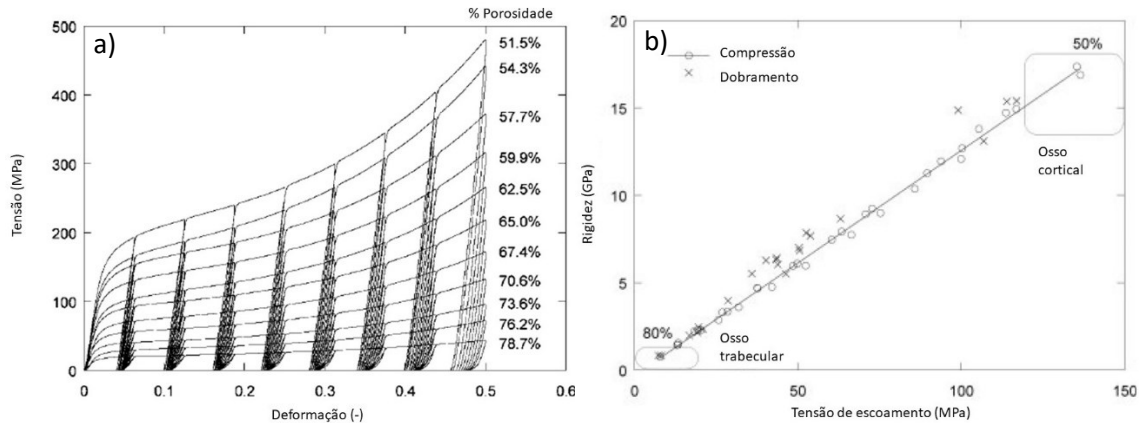 a)
% Porosidade
500
400
300
200
100
0
Tensão (MPa)
51.5%
54.3%
57.7%
59.9%
62.5%
65.0%
67.4%
70.6%
73.6%
76.2%
78.7%
0
0.1
0.2
0.3
0.4
0.5
0.6
Deformação (-)
b)
20
15
10
5
0
Rigidez (GPa)
Compressão
Dobramento
50%
Osso
cortical
80%
Osso
trabecular
0
50
100
150
Tensão de escoamento (MPa)